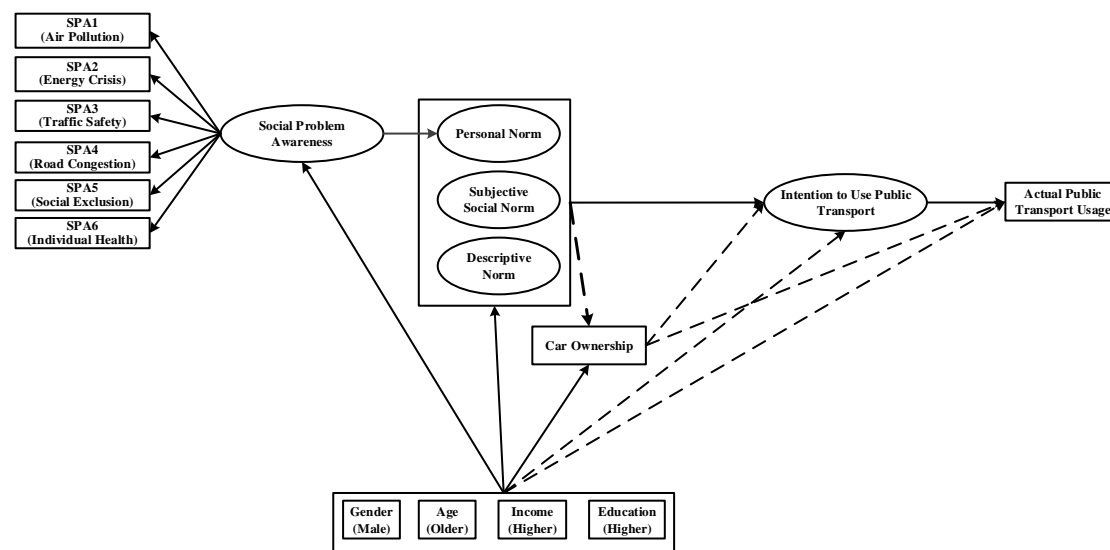 SPA1
(Air Pollution)
SPA2
(Energy Crisis)
SPA3
(Traffic Safety)
SPA4
(Road Congestion)
SPA5
(Social Exclusion)
SPA6
(Individual Health)
Social Problem
Awareness
Personal Norm
Subjective
Social Norm
Descriptive
Norm
Car Ownership
Intention to Use Public
Transport
Actual Public
Transport Usage
Gender
(Male)
Age
(Older)
Income
(Higher)
Education
(Higher)